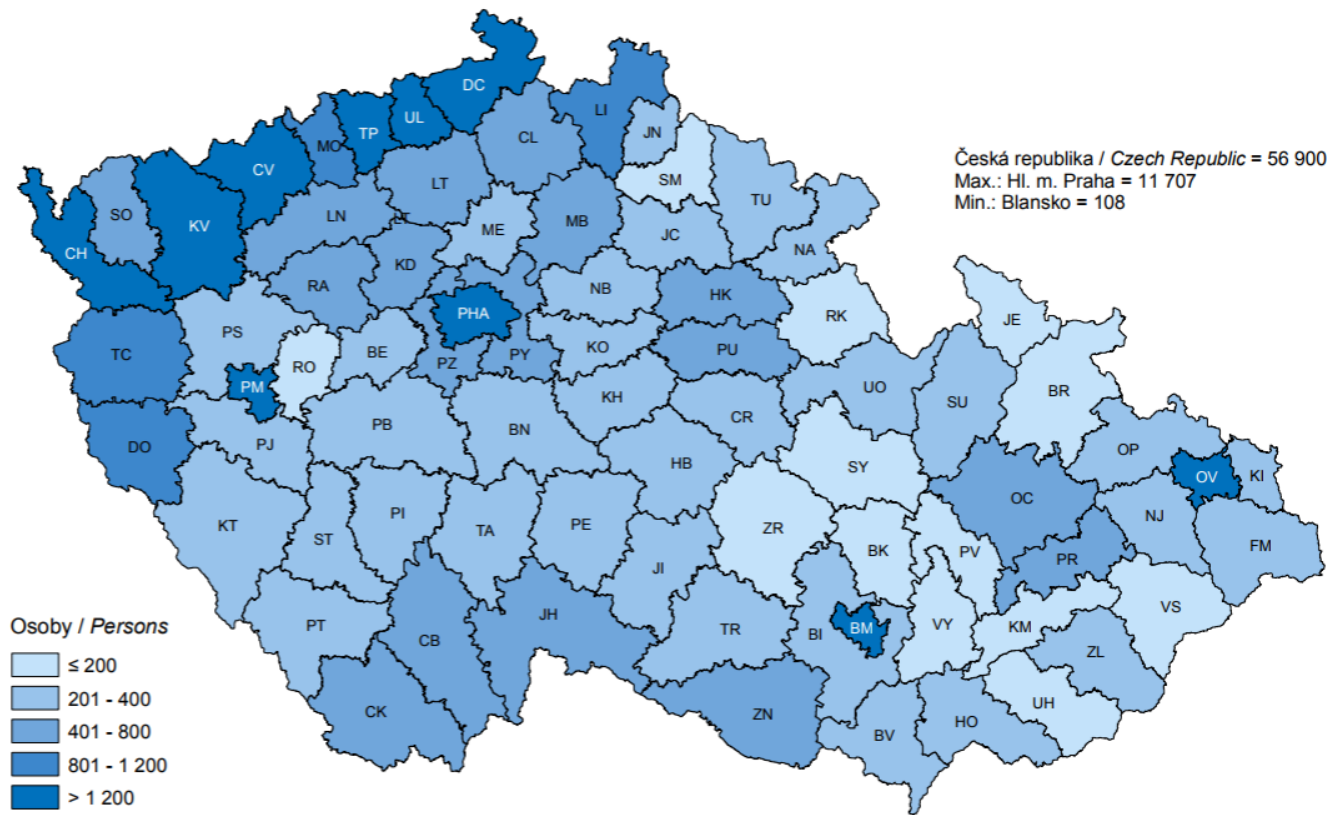 DC
UL
LI
TP
JN
CL
MO
CV
LT
SM
TU
Česká republika / Czech Republic = 56 900
Max.: Hl. m. Praha = 11 707
Min.: Blansko = 108
SO
KV
LN
LT
ME
MB
JC
NA
CH
KD
RA
NB
HK
PHA
RK
JE
PS
TC
RO
BE
PZ
PY
KO
PU
PM
UO
BR
SU
KH
CR
PB
BN
DO
PJ
HB
SY
OP
OV
KI
OC
KT
PI
ST
TA
PE
ZR
BK
PV
NJ
FM
PR
JI
Osoby / Persons
PT
CB
JH
TR
BI
BM
VY
KM
VS
ZL
≤ 200
201 - 400
401 - 800
801 - 1 200
> 1 200
CK
ZN
BV
HO
UH